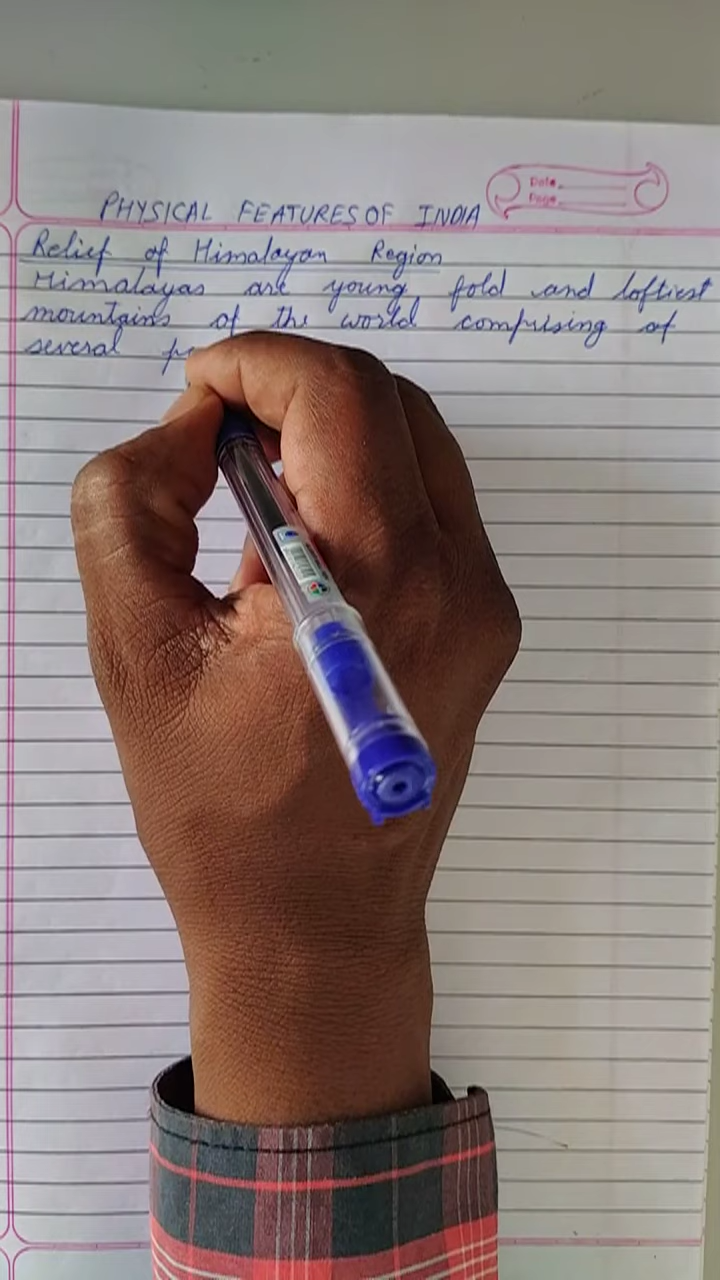 Date
Page
PHYSICAL FEATURES OF INDIA
Relief of Himalayan Region
Himalayas are young fold and loftiest
mountains of the world comprising of
several